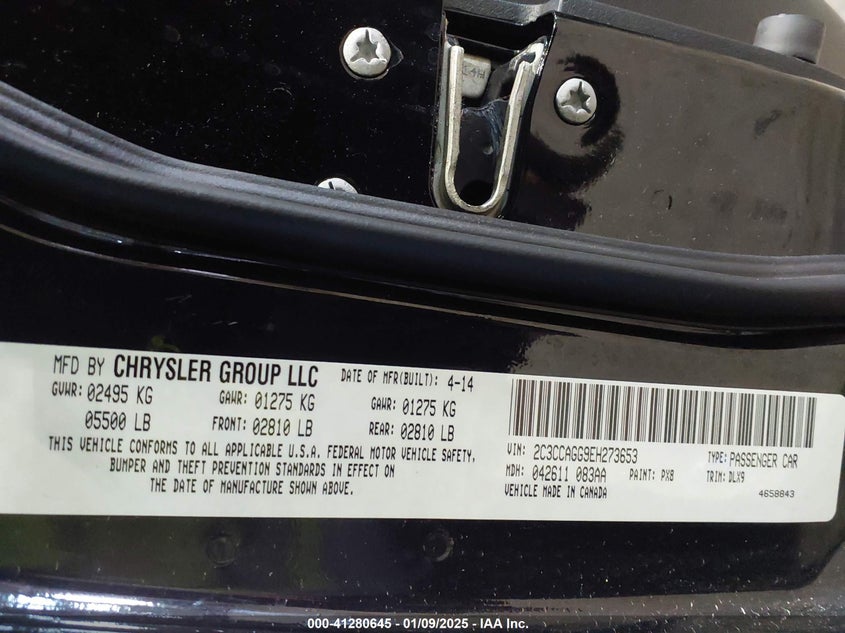 MFD BY CHRYSLER GROUP LLC
DATE OF MFR(BUILT): 4-14
GVWR: 02495 KG GAWR: 01275 KG GAWR: 01275 KG
05500 LB FRONT: 02810 LB REAR: 02810 LB
THIS VEHICLE CONFORMS TO ALL APPLICABLE U.S.A. FEDERAL MOTOR VEHICLE SAFETY,
BUMPER AND THEFT PREVENTION STANDARDS IN EFFECT ON
THE DATE OF MANUFACTURE SHOWN ABOVE.
VIN: 2C3CCAGG9EH273653 TYPE: PASSENGER CAR
MDH: 042611 083AA PAINT: PX8 TRIM: DLX9
VEHICLE MADE IN CANADA 4658843
000-41280645 - 01/09/2025 - IAA Inc.